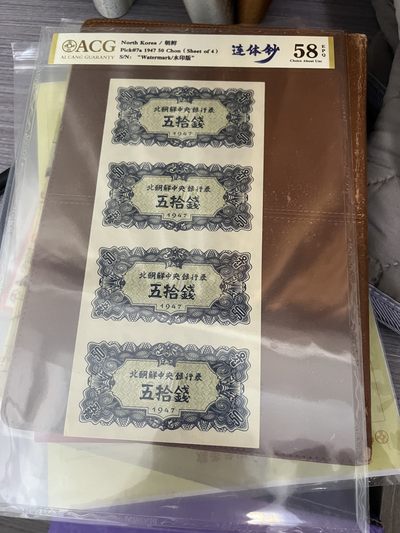 ACG
AI CANG GUARANTY
North Korea / 朝鮮
Pick#7a 1947 50 Chon (Sheet of 4)
S/N: "Watermark/水印版"
连体钞
58
EPQ
Choice About Unc
北朝鮮中央銀行券
五拾錢
1947
北朝鮮中央銀行券
五拾錢
1947
北朝鮮中央銀行券
五拾錢
1947
北朝鮮中央銀行券
五拾錢
1947